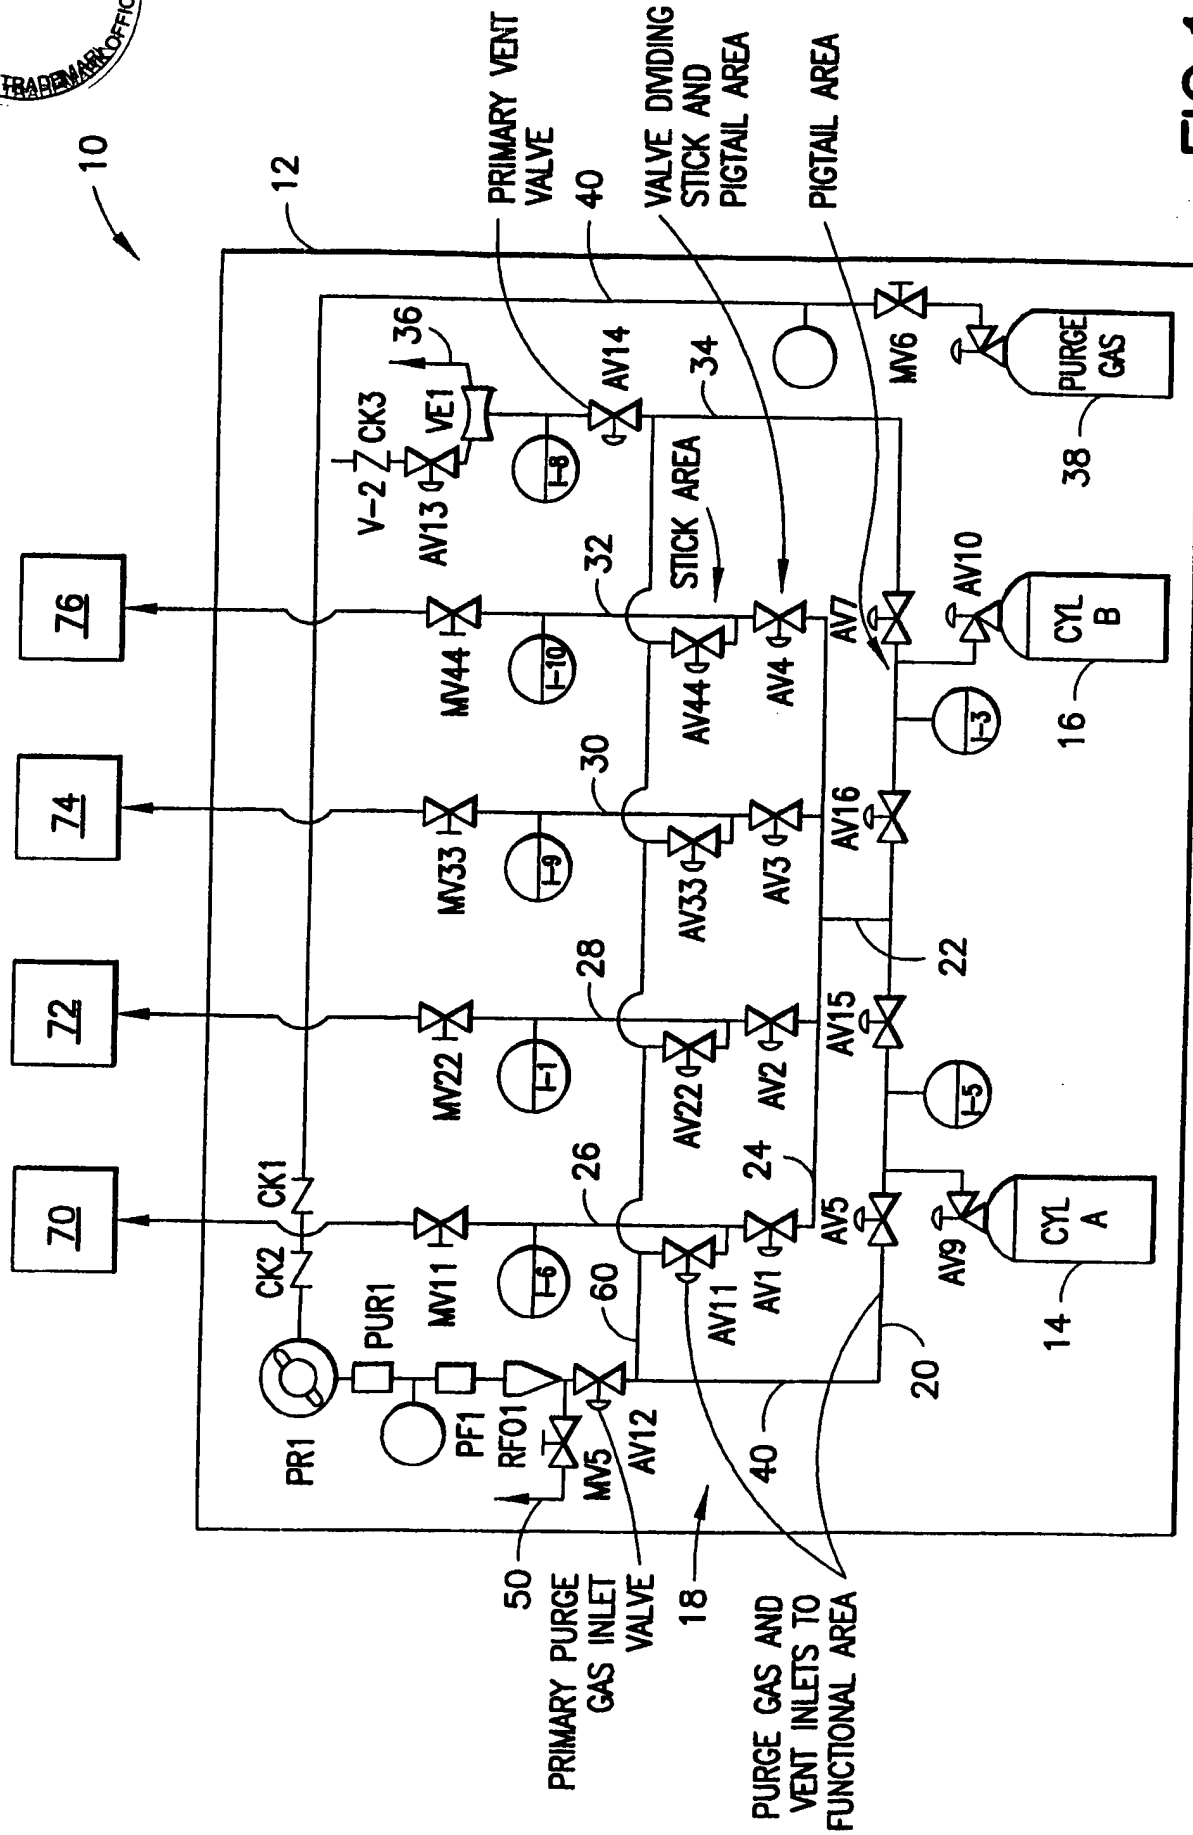 TRADEMARK OFFIC
10
12
70
72
74
76
PR1
CK2
CK1
PUR1
PF1
RFO1
MV5
AV12
50
PRIMARY PURGE
GAS INLET
VALVE
18
PURGE GAS AND
VENT INLETS TO
FUNCTIONAL AREA
MV11
MV22
MV33
MV44
I-6
I-1
I-9
I-10
I-8
26
28
30
32
60
AV11
AV22
AV33
AV44
AV1
AV2
AV3
AV4
STICK AREA
V-2
CK3
AV13
VE1
36
AV14
34
40
PRIMARY VENT
VALVE
VALVE DIVIDING
STICK AND
PIGTAIL AREA
PIGTAIL AREA
24
22
40
20
AV5
AV15
AV16
AV7
I-5
I-3
AV9
AV10
MV6
CYL
A
CYL
B
PURGE
GAS
14
16
38